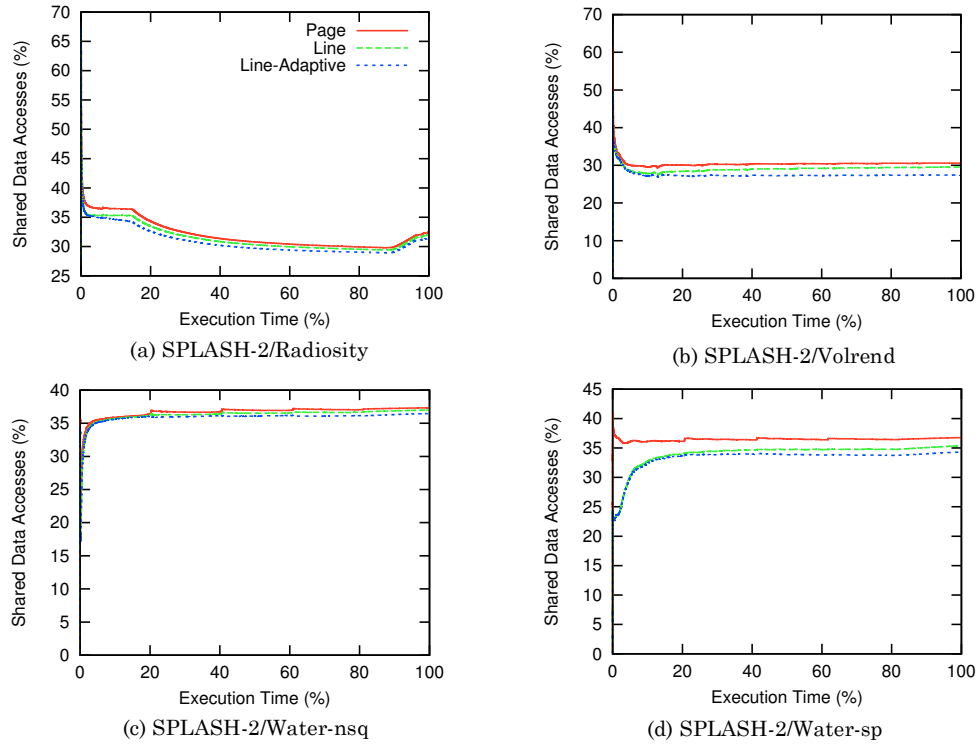 70
65
60
55
50
45
40
35
30
25
0 20 40 60 80 100
Shared Data Accesses (%)
Execution Time (%)
Page
Line
Line-Adaptive
(a) SPLASH-2/Radiosity
70
60
50
40
30
20
10
0
0 20 40 60 80 100
Shared Data Accesses (%)
Execution Time (%)
(b) SPLASH-2/Volrend
40
35
30
25
20
15
10
5
0
0 20 40 60 80 100
Shared Data Accesses (%)
Execution Time (%)
(c) SPLASH-2/Water-nsq
45
40
35
30
25
20
15
10
5
0
0 20 40 60 80 100
Shared Data Accesses (%)
Execution Time (%)
(d) SPLASH-2/Water-sp